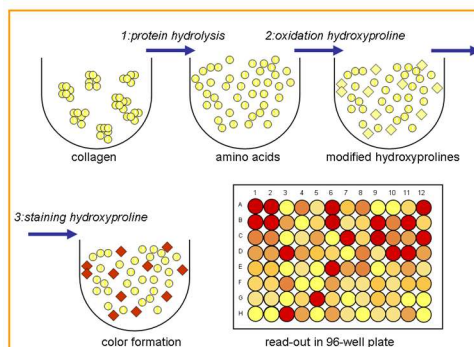 1:protein hydrolysis
2:oxidation hydroxyproline
collagen
amino acids
modified hydroxyprolines
3:staining hydroxyproline
color formation
1 2 3 4 5 6 7 8 9 10 11 12
A
B
C
D
E
F
G
H
read-out in 96-well plate